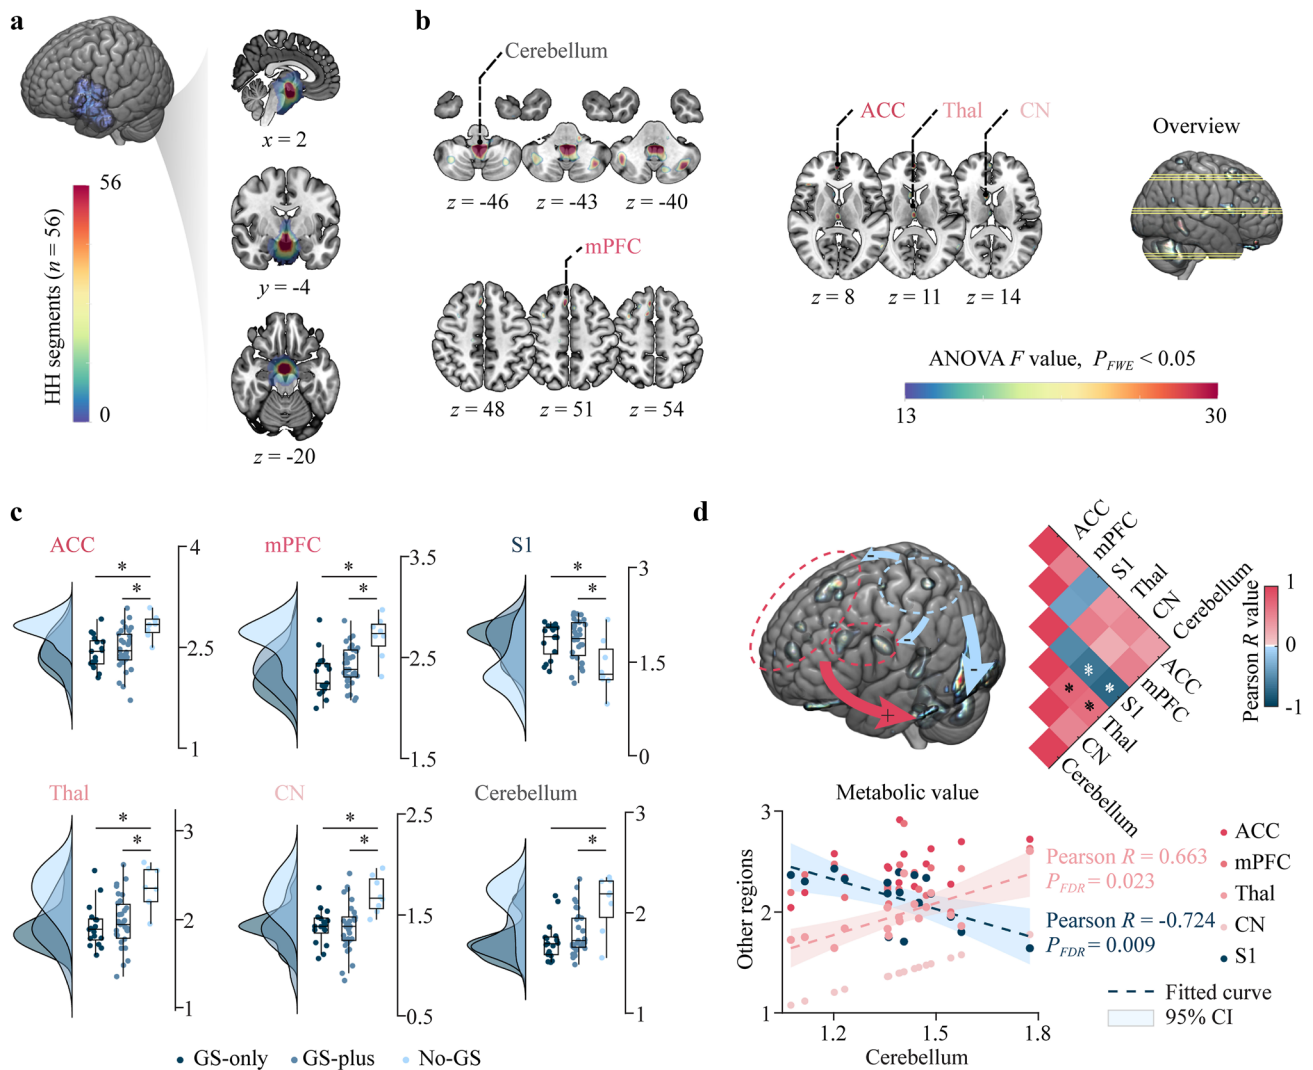 a
x = 2
y = -4
z = -20
56
0
HH segments (n = 56)
b
Cerebellum
z = -46
z = -43
z = -40
mPFC
z = 48
z = 51
z = 54
ACC
Thal
CN
z = 8
z = 11
z = 14
Overview
ANOVA F value, P_FWE < 0.05
13
30
c
ACC
4
2.5
1
*
*
mPFC
3.5
2.5
1.5
*
*
S1
3
1.5
0
*
*
Thal
3
2
1
*
*
CN
2.5
1.5
0.5
*
*
Cerebellum
3
2
1
*
GS-only
GS-plus
No-GS
d
-
-
-
+
ACC
mPFC
S1
Thal
CN
Cerebellum
ACC
mPFC
S1
Thal
CN
Cerebellum
*
*
*
*
Pearson R value
1
0
-1
Metabolic value
Other regions
3
2
1
1.2
1.5
1.8
Cerebellum
Pearson R = 0.663
P_FDR = 0.023
Pearson R = -0.724
P_FDR = 0.009
ACC
mPFC
Thal
CN
S1
Fitted curve
95% CI